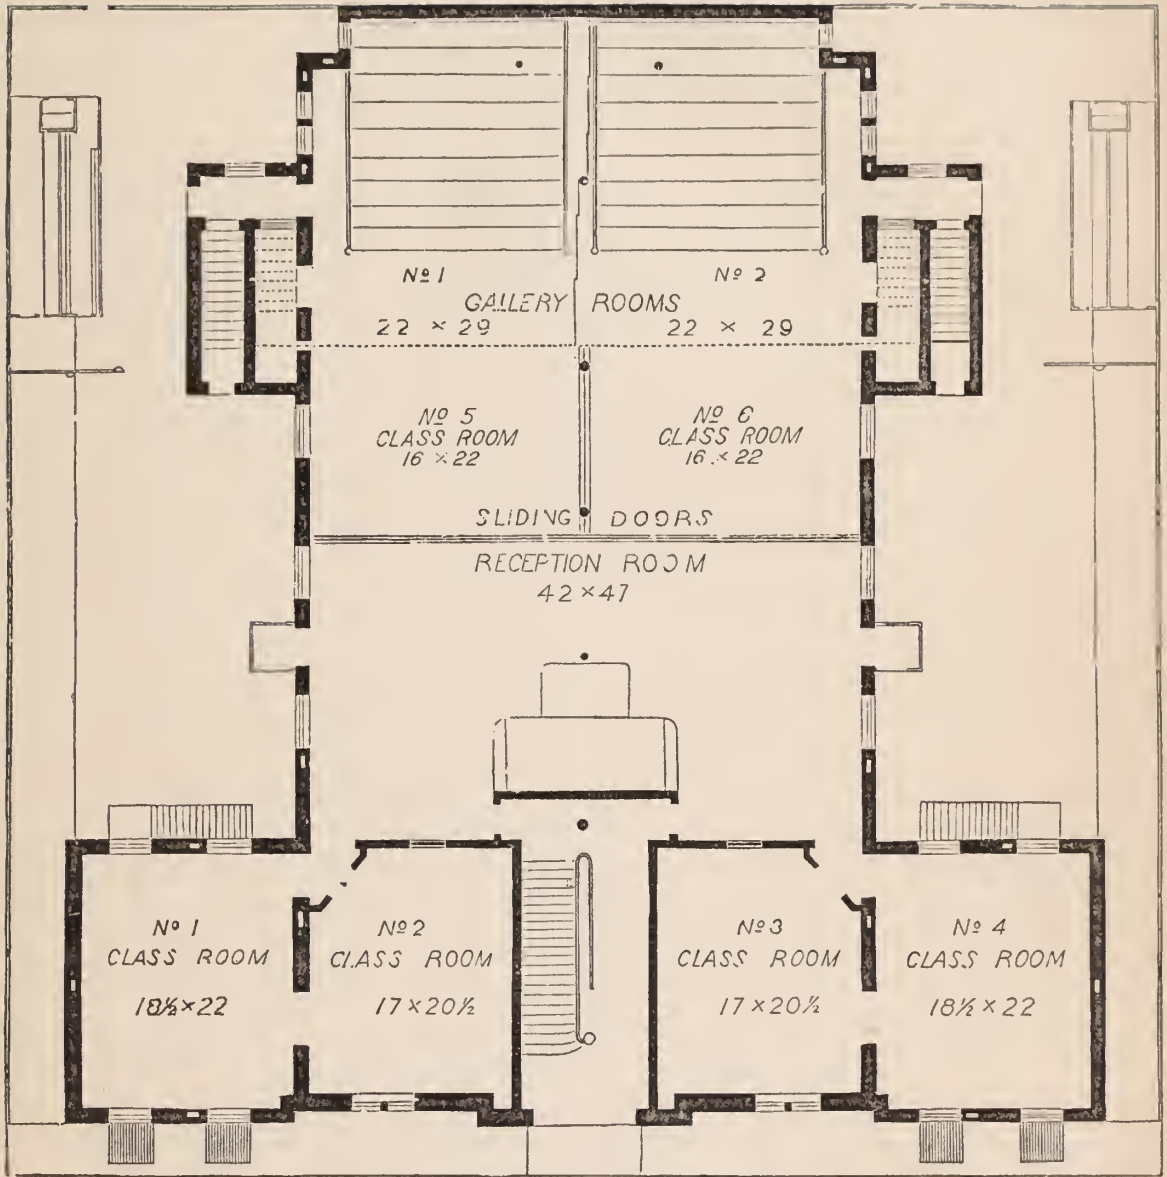 Nº 1
Nº 2
GALLERY ROOMS
22 × 29
22 × 29
Nº 5
CLASS ROOM
16 × 22
Nº 6
CLASS ROOM
16 × 22
SLIDING DOORS
RECEPTION ROOM
42 × 47
Nº 1
CLASS ROOM
18½ × 22
Nº 2
CLASS ROOM
17 × 20½
Nº 3
CLASS ROOM
17 × 20½
Nº 4
CLASS ROOM
18½ × 22